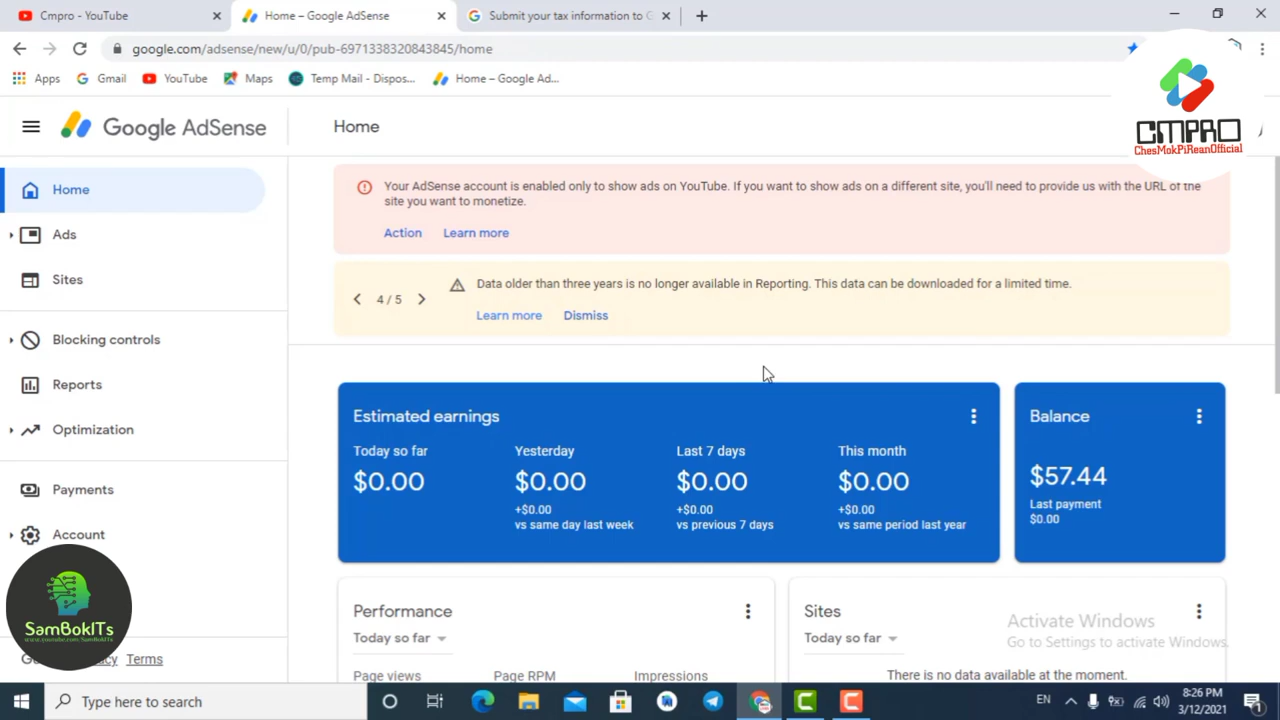 Cmpro - YouTube
Home – Google AdSense
Submit your tax information to G
google.com/adsense/new/u/0/pub-6971338320843845/home
Apps
Gmail
YouTube
Maps
Temp Mail - Dispos...
Home – Google Ad...
CMPRO
ChesMokPiReanOfficial
Google AdSense
Home
Home
Ads
Sites
Blocking controls
Reports
Optimization
Payments
Account
Your AdSense account is enabled only to show ads on YouTube. If you want to show ads on a different site, you'll need to provide us with the URL of the
site you want to monetize.
Action Learn more
4 / 5
Data older than three years is no longer available in Reporting. This data can be downloaded for a limited time.
Learn more Dismiss
Estimated earnings
Today so far
$0.00
Yesterday
$0.00
+$0.00
vs same day last week
Last 7 days
$0.00
+$0.00
vs previous 7 days
This month
$0.00
+$0.00
vs same period last year
Balance
$57.44
Last payment
$0.00
Performance
Today so far
Page views Page RPM Impressions
Sites
Today so far
There is no data available at the moment.
Activate Windows
Go to Settings to activate Windows.
SamBokITs
Terms
Type here to search
EN
8:26 PM
3/12/2021
1